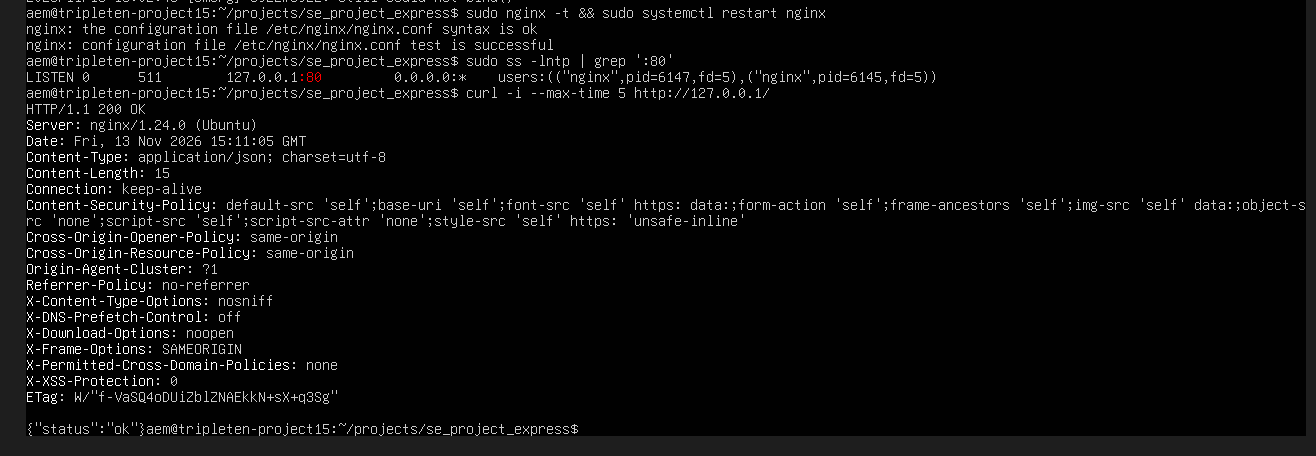 aem@tripleten-project15:~/projects/se_project_express$ sudo nginx -t && sudo systemctl restart nginx
nginx: the configuration file /etc/nginx/nginx.conf syntax is ok
nginx: configuration file /etc/nginx/nginx.conf test is successful
aem@tripleten-project15:~/projects/se_project_express$ sudo ss -lntp | grep ':80'
LISTEN 0      511        127.0.0.1:80         0.0.0.0:*    users:(("nginx",pid=6147,fd=5),("nginx",pid=6145,fd=5))
aem@tripleten-project15:~/projects/se_project_express$ curl -i --max-time 5 http://127.0.0.1/
HTTP/1.1 200 OK
Server: nginx/1.24.0 (Ubuntu)
Date: Fri, 13 Nov 2026 15:11:05 GMT
Content-Type: application/json; charset=utf-8
Content-Length: 15
Connection: keep-alive
Content-Security-Policy: default-src 'self';base-uri 'self';font-src 'self' https: data:;form-action 'self';frame-ancestors 'self';img-src 'self' data:;object-s
rc 'none';script-src 'self';script-src-attr 'none';style-src 'self' https: 'unsafe-inline'
Cross-Origin-Opener-Policy: same-origin
Cross-Origin-Resource-Policy: same-origin
Origin-Agent-Cluster: ?1
Referrer-Policy: no-referrer
X-Content-Type-Options: nosniff
X-DNS-Prefetch-Control: off
X-Download-Options: noopen
X-Frame-Options: SAMEORIGIN
X-Permitted-Cross-Domain-Policies: none
X-XSS-Protection: 0
ETag: W/"f-VaSQ4oDUiZblZNAEkkN+sX+q3Sg"
{"status":"ok"}aem@tripleten-project15:~/projects/se_project_express$